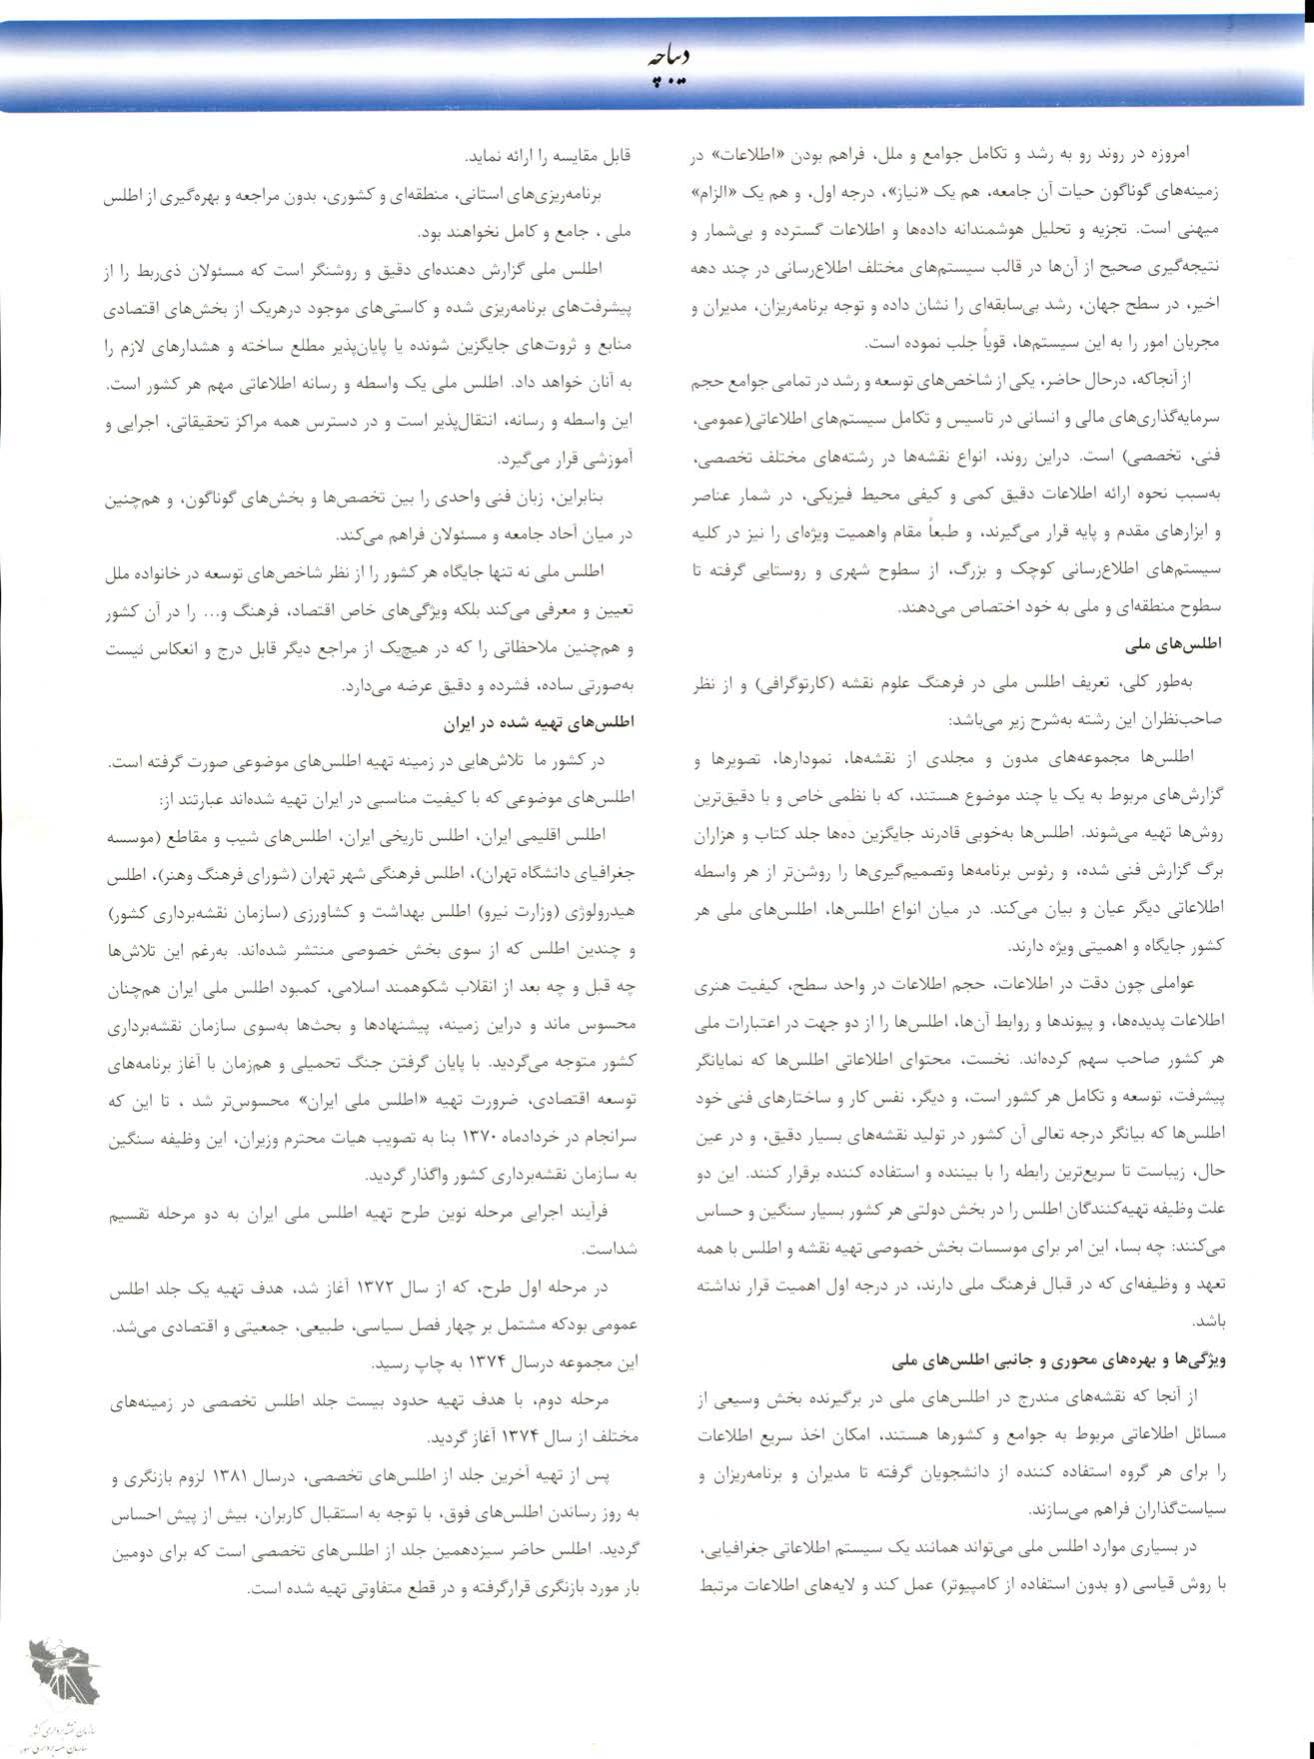 دیباچه
امروزه در روند رو به رشد و تکامل جوامع و ملل، فراهم بودن «اطلاعات» در
زمینه‌های گوناگون حیات آن جامعه، هم یک «نیاز»، درجه اول، و هم یک «الزام»
میهنی است. تجزیه و تحلیل هوشمندانه داده‌ها و اطلاعات گسترده و بی‌شمار و
نتیجه‌گیری صحیح از آن‌ها در قالب سیستم‌های مختلف اطلاع‌رسانی در چند دهه
اخیر، در سطح جهان، رشد بی‌سابقه‌ای را نشان داده و توجه برنامه‌ریزان، مدیران و
مجریان امور را به این سیستم‌ها، قویاً جلب نموده است.
از آنجاکه، درحال حاضر، یکی از شاخص‌های توسعه و رشد در تمامی جوامع حجم
سرمایه‌گذاری‌های مالی و انسانی در تاسیس و تکامل سیستم‌های اطلاعاتی(عمومی،
فنی، تخصصی) است. دراین روند، انواع نقشه‌ها در رشته‌های مختلف تخصصی،
به‌سبب نحوه ارائه اطلاعات دقیق کمی و کیفی محیط فیزیکی، در شمار عناصر
و ابزارهای مقدم و پایه قرار می‌گیرند، و طبعاً مقام واهمیت ویژه‌ای را نیز در کلیه
سیستم‌های اطلاع‌رسانی کوچک و بزرگ، از سطوح شهری و روستایی گرفته تا
سطوح منطقه‌ای و ملی به خود اختصاص می‌دهند.
اطلس‌های ملی
به‌طور کلی، تعریف اطلس ملی در فرهنگ علوم نقشه (کارتوگرافی) و از نظر
صاحب‌نظران این رشته به‌شرح زیر می‌باشد:
اطلس‌ها مجموعه‌های مدون و مجلدی از نقشه‌ها، نمودارها، تصویرها و
گزارش‌های مربوط به یک یا چند موضوع هستند، که با نظمی خاص و با دقیق‌ترین
روش‌ها تهیه می‌شوند. اطلس‌ها به‌خوبی قادرند جایگزین ده‌ها جلد کتاب و هزاران
برگ گزارش فنی شده، و رئوس برنامه‌ها وتصمیم‌گیری‌ها را روشن‌تر از هر واسطه
اطلاعاتی دیگر عیان و بیان می‌کند. در میان انواع اطلس‌ها، اطلس‌های ملی هر
کشور جایگاه و اهمیتی ویژه دارند.
عواملی چون دقت در اطلاعات، حجم اطلاعات در واحد سطح، کیفیت هنری
اطلاعات پدیده‌ها، و پیوندها و روابط آن‌ها، اطلس‌ها را از دو جهت در اعتبارات ملی
هر کشور صاحب سهم کرده‌اند. نخست، محتوای اطلاعاتی اطلس‌ها که نمایانگر
پیشرفت، توسعه و تکامل هر کشور است، و دیگر، نفس کار و ساختارهای فنی خود
اطلس‌ها که بیانگر درجه تعالی آن کشور در تولید نقشه‌های بسیار دقیق، و در عین
حال، زیباست تا سریع‌ترین رابطه را با بیننده و استفاده کننده برقرار کنند. این دو
علت وظیفه تهیه‌کنندگان اطلس را در بخش دولتی هر کشور بسیار سنگین و حساس
می‌کنند: چه بسا، این امر برای موسسات بخش خصوصی تهیه نقشه و اطلس با همه
تعهد و وظیفه‌ای که در قبال فرهنگ ملی دارند، در درجه اول اهمیت قرار نداشته
باشد.
ویژگی‌ها و بهره‌های محوری و جانبی اطلس‌های ملی
از آنجا که نقشه‌های مندرج در اطلس‌های ملی در برگیرنده بخش وسیعی از
مسائل اطلاعاتی مربوط به جوامع و کشورها هستند، امکان اخذ سریع اطلاعات
را برای هر گروه استفاده کننده از دانشجویان گرفته تا مدیران و برنامه‌ریزان و
سیاست‌گذاران فراهم می‌سازند.
در بسیاری موارد اطلس ملی می‌تواند همانند یک سیستم اطلاعاتی جغرافیایی،
با روش قیاسی (و بدون استفاده از کامپیوتر) عمل کند و لایه‌های اطلاعات مرتبط
قابل مقایسه را ارائه نماید.
برنامه‌ریزی‌های استانی، منطقه‌ای و کشوری، بدون مراجعه و بهره‌گیری از اطلس
ملی ، جامع و کامل نخواهند بود.
اطلس ملی گزارش دهنده‌ای دقیق و روشنگر است که مسئولان ذی‌ربط را از
پیشرفت‌های برنامه‌ریزی شده و کاستی‌های موجود درهریک از بخش‌های اقتصادی
منابع و ثروت‌های جایگزین شونده یا پایان‌پذیر مطلع ساخته و هشدارهای لازم را
به آنان خواهد داد. اطلس ملی یک واسطه و رسانه اطلاعاتی مهم هر کشور است.
این واسطه و رسانه، انتقال‌پذیر است و در دسترس همه مراکز تحقیقاتی، اجرایی و
آموزشی قرار می‌گیرد.
بنابراین، زبان فنی واحدی را بین تخصص‌ها و بخش‌های گوناگون، و هم‌چنین
در میان آحاد جامعه و مسئولان فراهم می‌کند.
اطلس ملی نه تنها جایگاه هر کشور را از نظر شاخص‌های توسعه در خانواده ملل
تعیین و معرفی می‌کند بلکه ویژگی‌های خاص اقتصاد، فرهنگ و... را در آن کشور
و هم‌چنین ملاحظاتی را که در هیچ‌یک از مراجع دیگر قابل درج و انعکاس نیست
به‌صورتی ساده، فشرده و دقیق عرضه می‌دارد.
اطلس‌های تهیه شده در ایران
در کشور ما تلاش‌هایی در زمینه تهیه اطلس‌های موضوعی صورت گرفته است.
اطلس‌های موضوعی که با کیفیت مناسبی در ایران تهیه شده‌اند عبارتند از:
اطلس اقلیمی ایران، اطلس تاریخی ایران، اطلس‌های شیب و مقاطع (موسسه
جغرافیای دانشگاه تهران)، اطلس فرهنگی شهر تهران (شورای فرهنگ وهنر)، اطلس
هیدرولوژی (وزارت نیرو) اطلس بهداشت و کشاورزی (سازمان نقشه‌برداری کشور)
و چندین اطلس که از سوی بخش خصوصی منتشر شده‌اند. به‌رغم این تلاش‌ها
چه قبل و چه بعد از انقلاب شکوهمند اسلامی، کمبود اطلس ملی ایران هم‌چنان
محسوس ماند و دراین زمینه، پیشنهادها و بحث‌ها به‌سوی سازمان نقشه‌برداری
کشور متوجه می‌گردید. با پایان گرفتن جنگ تحمیلی و هم‌زمان با آغاز برنامه‌های
توسعه اقتصادی، ضرورت تهیه «اطلس ملی ایران» محسوس‌تر شد ، تا این که
سرانجام در خردادماه ۱۳۷۰ بنا به تصویب هیات محترم وزیران، این وظیفه سنگین
به سازمان نقشه‌برداری کشور واگذار گردید.
فرآیند اجرایی مرحله نوین طرح تهیه اطلس ملی ایران به دو مرحله تقسیم
شداست.
در مرحله اول طرح، که از سال ۱۳۷۲ آغاز شد، هدف تهیه یک جلد اطلس
عمومی بودکه مشتمل بر چهار فصل سیاسی، طبیعی، جمعیتی و اقتصادی می‌شد.
این مجموعه درسال ۱۳۷۴ به چاپ رسید.
مرحله دوم، با هدف تهیه حدود بیست جلد اطلس تخصصی در زمینه‌های
مختلف از سال ۱۳۷۴ آغاز گردید.
پس از تهیه آخرین جلد از اطلس‌های تخصصی، درسال ۱۳۸۱ لزوم بازنگری و
به روز رساندن اطلس‌های فوق، با توجه به استقبال کاربران، بیش از پیش احساس
گردید. اطلس حاضر سیزدهمین جلد از اطلس‌های تخصصی است که برای دومین
بار مورد بازنگری قرارگرفته و در قطع متفاوتی تهیه شده است.
سازمان نقشه‌برداری کشور